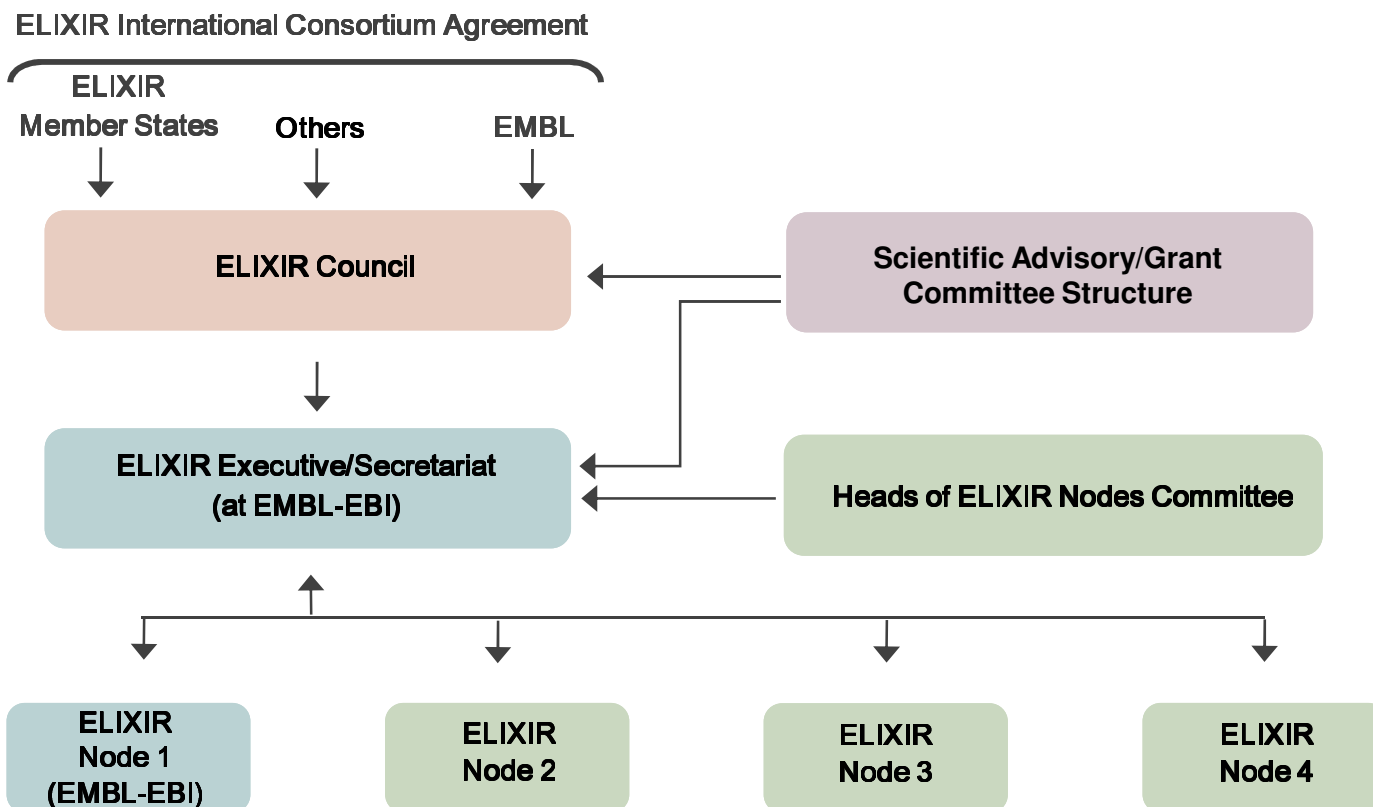 ELIXIR International Consortium Agreement
ELIXIR
Member States
Others
EMBL
ELIXIR Council
Scientific Advisory/Grant
Committee Structure
ELIXIR Executive/Secretariat
(at EMBL-EBI)
Heads of ELIXIR Nodes Committee
ELIXIR
Node 1
(EMBL-EBI)
ELIXIR
Node 2
ELIXIR
Node 3
ELIXIR
Node 4